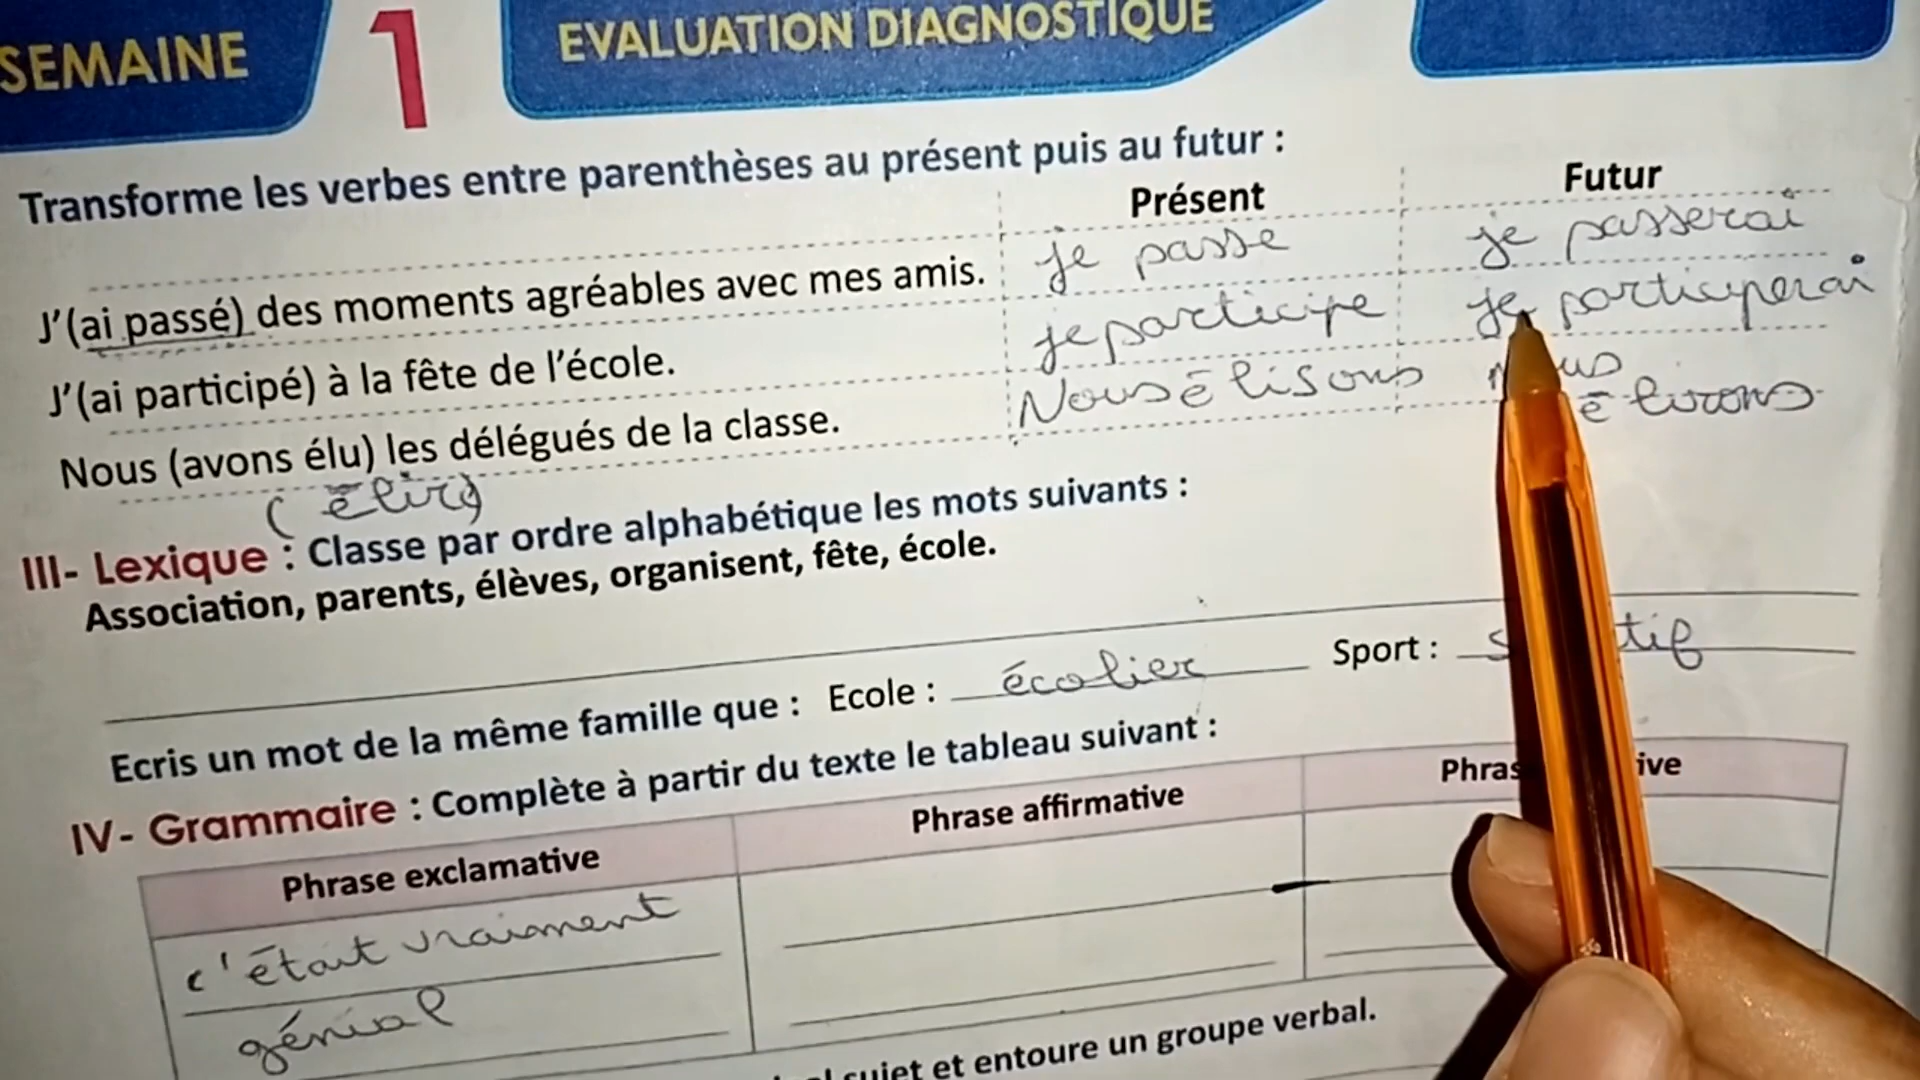 SEMAINE 1 EVALUATION DIAGNOSTIQUE
Transforme les verbes entre parenthèses au présent puis au futur :
Présent Futur
J'(ai passé) des moments agréables avec mes amis. je passe je passerai
J'(ai participé) à la fête de l'école. je participe je participerai
Nous (avons élu) les délégués de la classe. Nous élisons
élirons
(élire)
III- Lexique : Classe par ordre alphabétique les mots suivants :
Association, parents, élèves, organisent, fête, école.
Ecris un mot de la même famille que : Ecole : écolier Sport :
IV- Grammaire : Complète à partir du texte le tableau suivant :
Phrase exclamative Phrase affirmative
c'était vraiment
génial
sujet et entoure un groupe verbal.